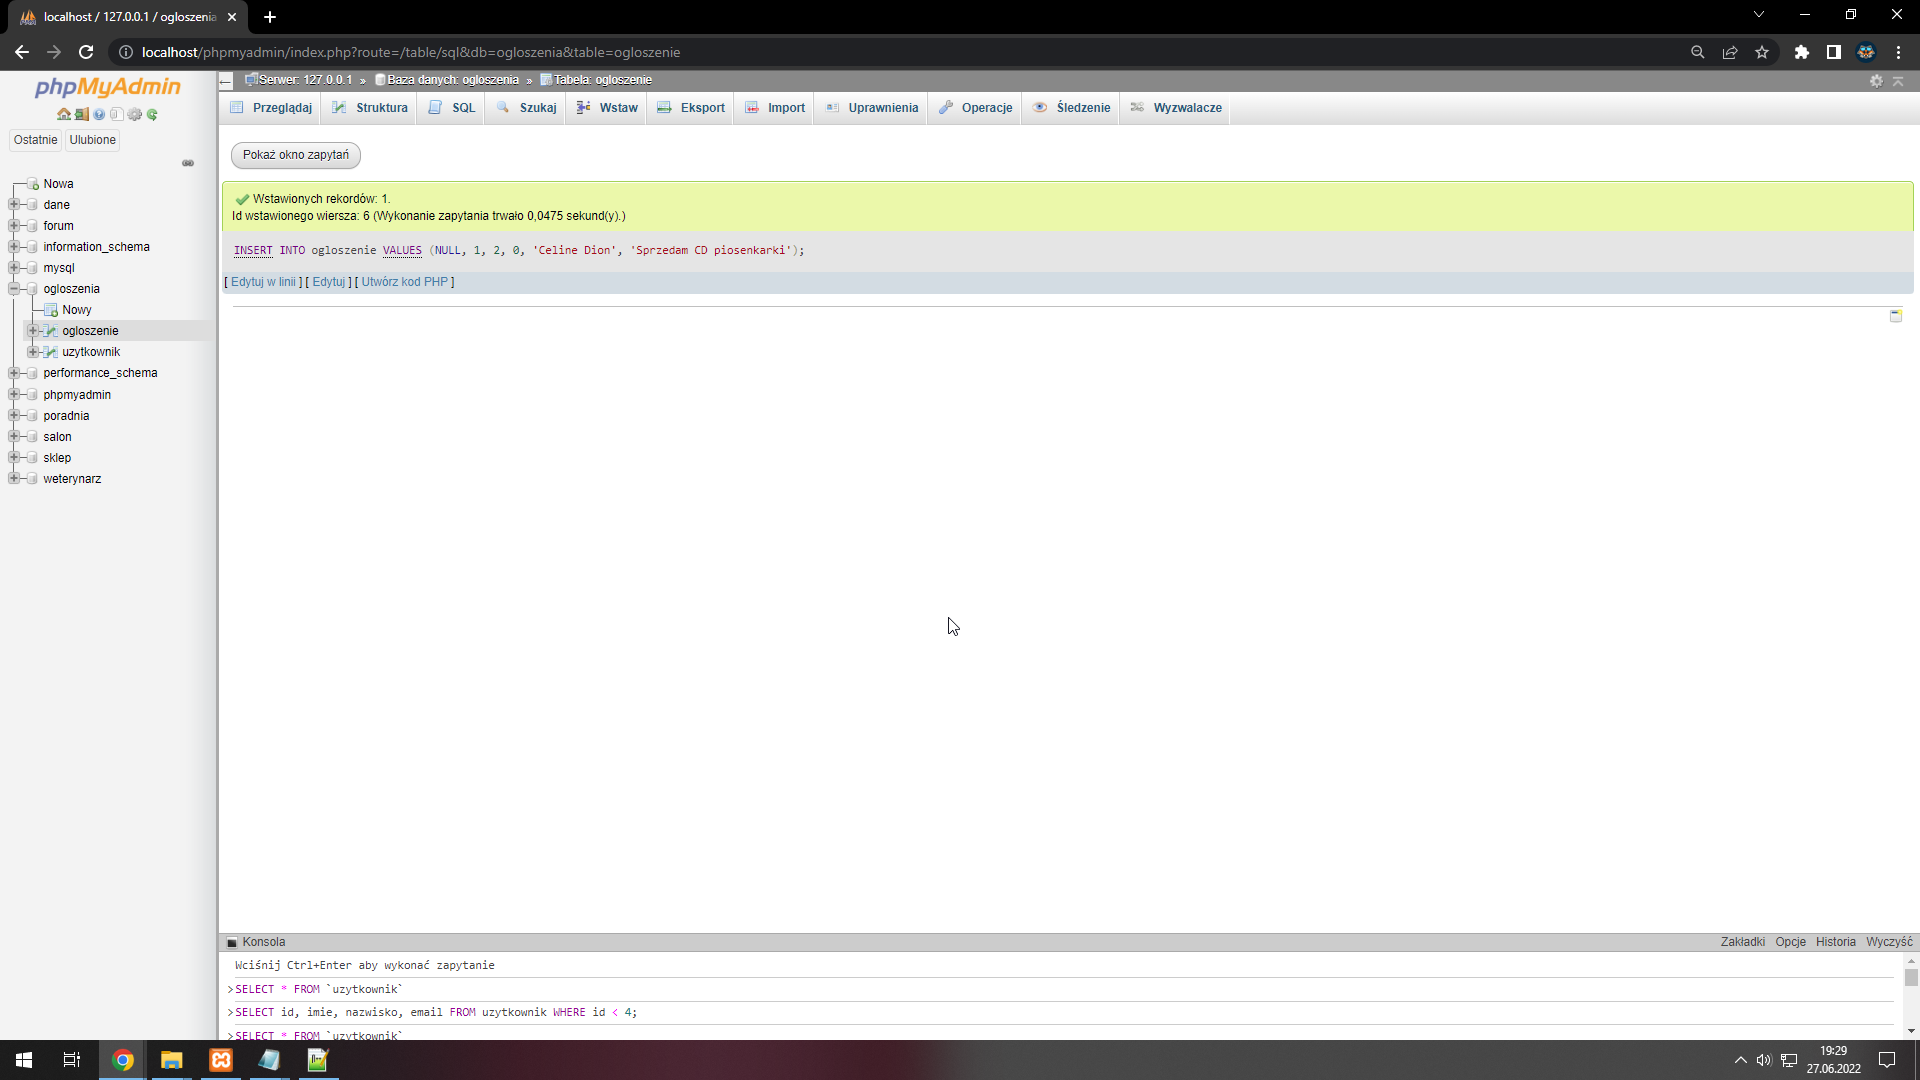 localhost / 127.0.0.1 / ogloszenia
localhost/phpmyadmin/index.php?route=/table/sql&db=ogloszenia&table=ogloszenie
phpMyAdmin
Ostatnie
Ulubione
Nowa
dane
forum
information_schema
mysql
ogloszenia
Nowy
ogloszenie
uzytkownik
performance_schema
phpmyadmin
poradnia
salon
sklep
weterynarz
Serwer: 127.0.0.1 » Baza danych: ogloszenia » Tabela: ogloszenie
Przeglądaj Struktura SQL Szukaj Wstaw Eksport Import Uprawnienia Operacje Śledzenie Wyzwalacze
Pokaż okno zapytań
Wstawionych rekordów: 1.
Id wstawionego wiersza: 6 (Wykonanie zapytania trwało 0,0475 sekund(y).)
INSERT INTO ogloszenie VALUES (NULL, 1, 2, 0, 'Celine Dion', 'Sprzedam CD piosenkarki');
[ Edytuj w linii ] [ Edytuj ] [ Utwórz kod PHP ]
Konsola
Zakładki Opcje Historia Wyczyść
Wciśnij Ctrl+Enter aby wykonać zapytanie
>SELECT * FROM `uzytkownik`
>SELECT id, imie, nazwisko, email FROM uzytkownik WHERE id < 4;
>SELECT * FROM `uzytkownik`
19:29
27.06.2022